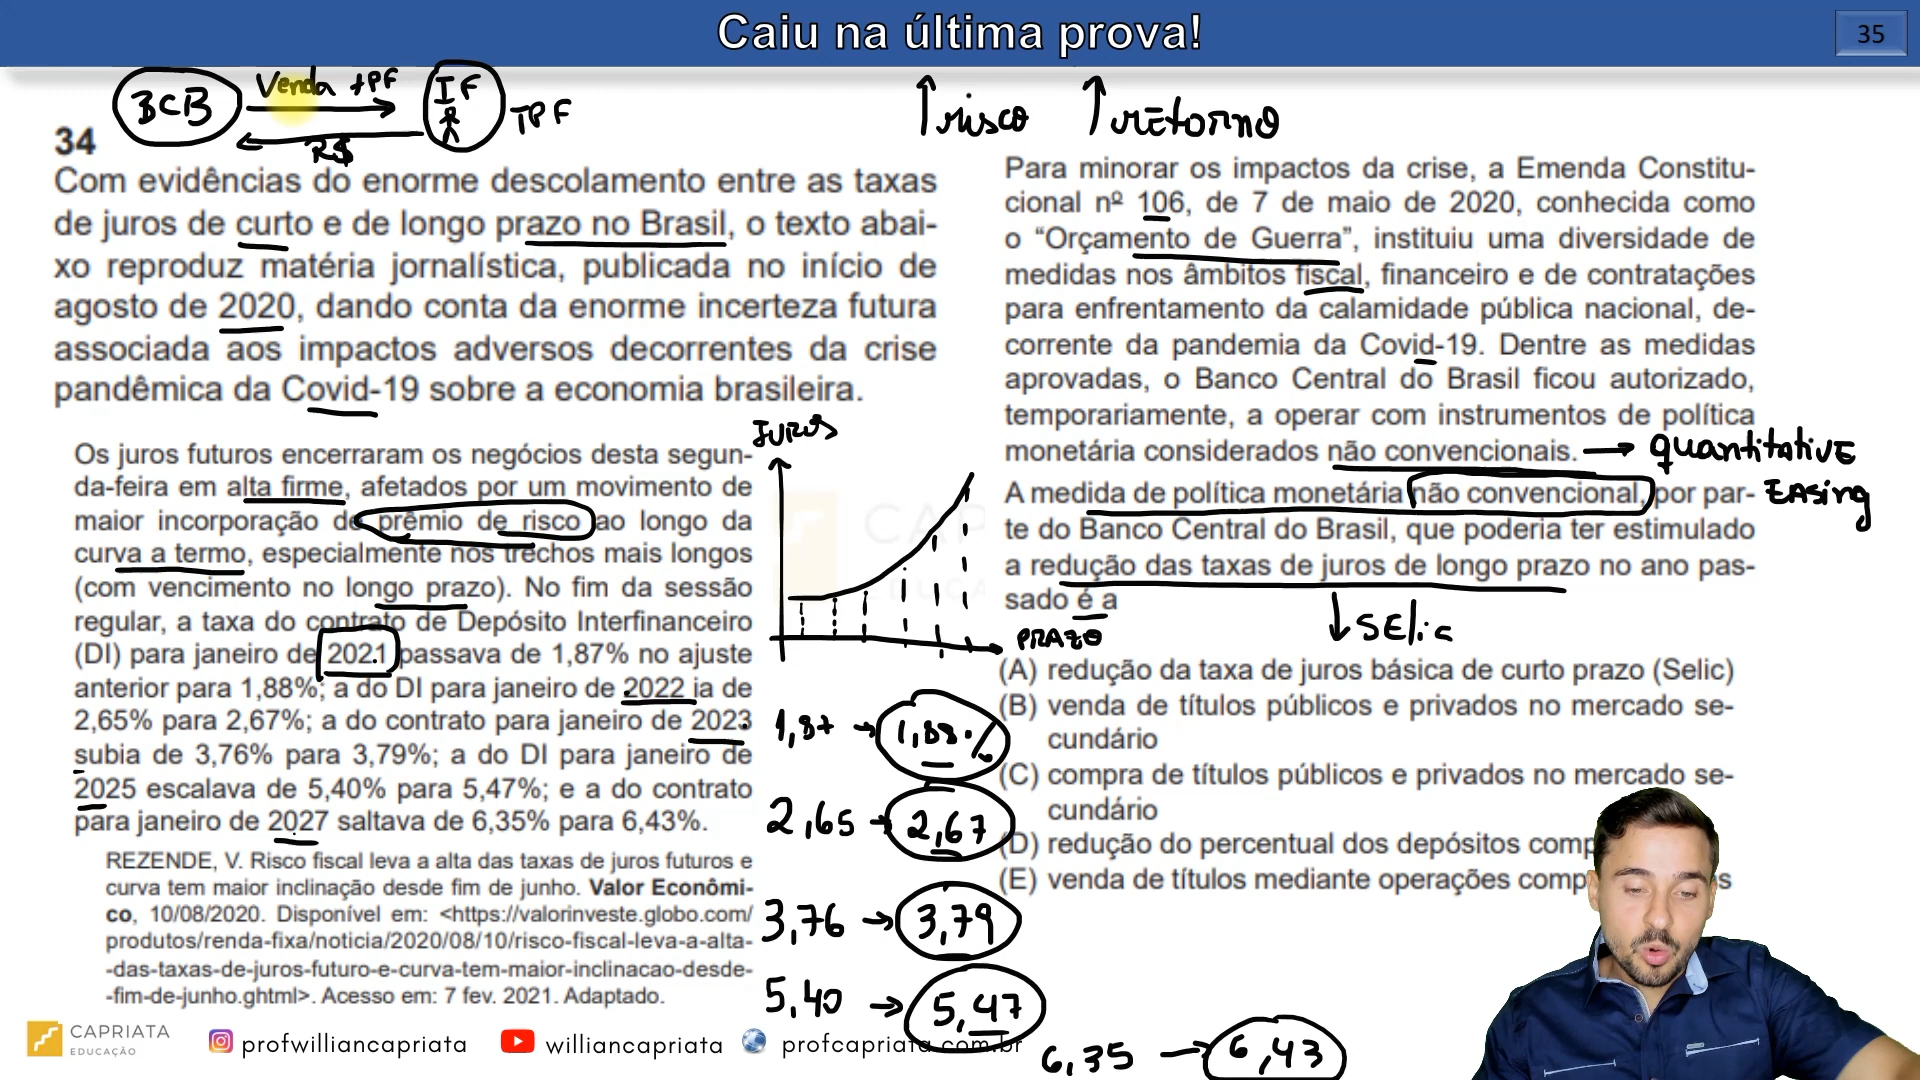 Caiu na última prova!
35
BCB
Venda tPF
IF
TPF
R$
↑risco ↑RETORNO
34
Com evidências do enorme descolamento entre as taxas
de juros de curto e de longo prazo no Brasil, o texto abai-
xo reproduz matéria jornalística, publicada no início de
agosto de 2020, dando conta da enorme incerteza futura
associada aos impactos adversos decorrentes da crise
pandêmica da Covid-19 sobre a economia brasileira.
Os juros futuros encerraram os negócios desta segun-
da-feira em alta firme, afetados por um movimento de
maior incorporação de prêmio de risco ao longo da
curva a termo, especialmente nos trechos mais longos
(com vencimento no longo prazo). No fim da sessão
regular, a taxa do contrato de Depósito Interfinanceiro
(DI) para janeiro de 2021 passava de 1,87% no ajuste
anterior para 1,88%; a do DI para janeiro de 2022 ia de
2,65% para 2,67%; a do contrato para janeiro de 2023
subia de 3,76% para 3,79%; a do DI para janeiro de
2025 escalava de 5,40% para 5,47%; e a do contrato
para janeiro de 2027 saltava de 6,35% para 6,43%.
REZENDE, V. Risco fiscal leva a alta das taxas de juros futuros e
curva tem maior inclinação desde fim de junho. Valor Econômi-
co, 10/08/2020. Disponível em: <https://valorinveste.globo.com/
produtos/renda-fixa/noticia/2020/08/10/risco-fiscal-leva-a-alta-
-das-taxas-de-juros-futuro-e-curva-tem-maior-inclinacao-desde-
-fim-de-junho.ghtml>. Acesso em: 7 fev. 2021. Adaptado.
JUROS
PRAZO
1,87 → 1,88%
2,65 → 2,67
3,76 → 3,79
5,40 → 5,47
6,35 → 6,43
Para minorar os impactos da crise, a Emenda Constitu-
cional nº 106, de 7 de maio de 2020, conhecida como
o “Orçamento de Guerra”, instituiu uma diversidade de
medidas nos âmbitos fiscal, financeiro e de contratações
para enfrentamento da calamidade pública nacional, de-
corrente da pandemia da Covid-19. Dentre as medidas
aprovadas, o Banco Central do Brasil ficou autorizado,
temporariamente, a operar com instrumentos de política
monetária considerados não convencionais. → quantitativE
EAsing
A medida de política monetária não convencional, por par-
te do Banco Central do Brasil, que poderia ter estimulado
a redução das taxas de juros de longo prazo no ano pas-
sado é a
↓SElic
(A) redução da taxa de juros básica de curto prazo (Selic)
(B) venda de títulos públicos e privados no mercado se-
cundário
(C) compra de títulos públicos e privados no mercado se-
cundário
(D) redução do percentual dos depósitos comp
(E) venda de títulos mediante operações comp s
CAPRIATA
EDUCAÇÃO
profwilliancapriata
williancapriata
profcapriata.com.br